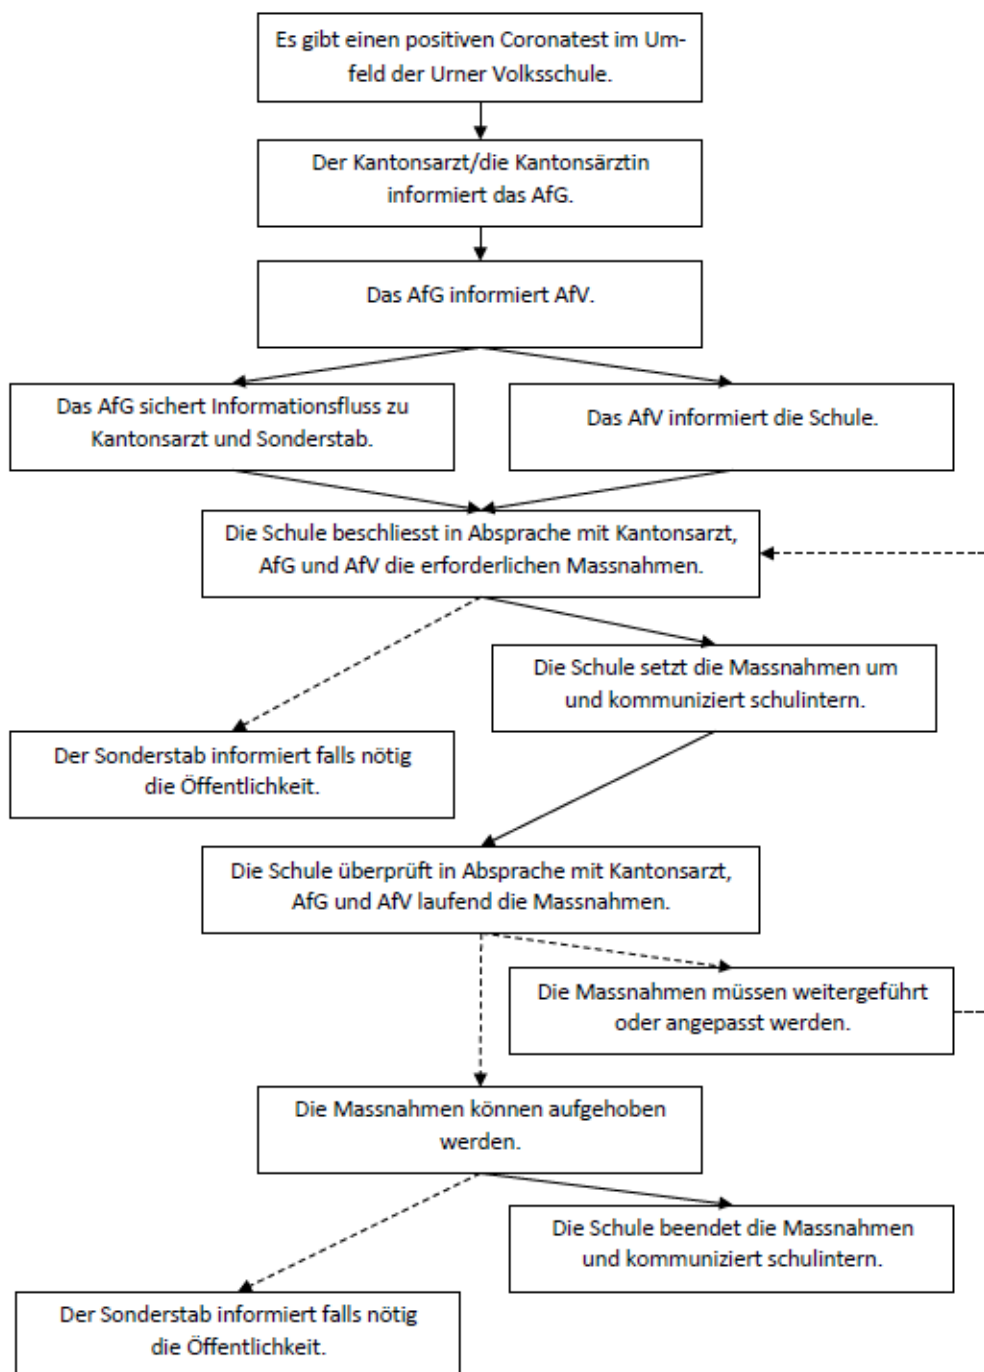 Es gibt einen positiven Coronatest im Um-
feld der Urner Volksschule.
Der Kantonsarzt/die Kantonsärztin
informiert das AfG.
Das AfG informiert AfV.
Das AfG sichert Informationsfluss zu
Kantonsarzt und Sonderstab.
Das AfV informiert die Schule.
Die Schule beschliesst in Absprache mit Kantonsarzt,
AfG und AfV die erforderlichen Massnahmen.
Die Schule setzt die Massnahmen um
und kommuniziert schulintern.
Der Sonderstab informiert falls nötig
die Öffentlichkeit.
Die Schule überprüft in Absprache mit Kantonsarzt,
AfG und AfV laufend die Massnahmen.
Die Massnahmen müssen weitergeführt
oder angepasst werden.
Die Massnahmen können aufgehoben
werden.
Die Schule beendet die Massnahmen
und kommuniziert schulintern.
Der Sonderstab informiert falls nötig
die Öffentlichkeit.